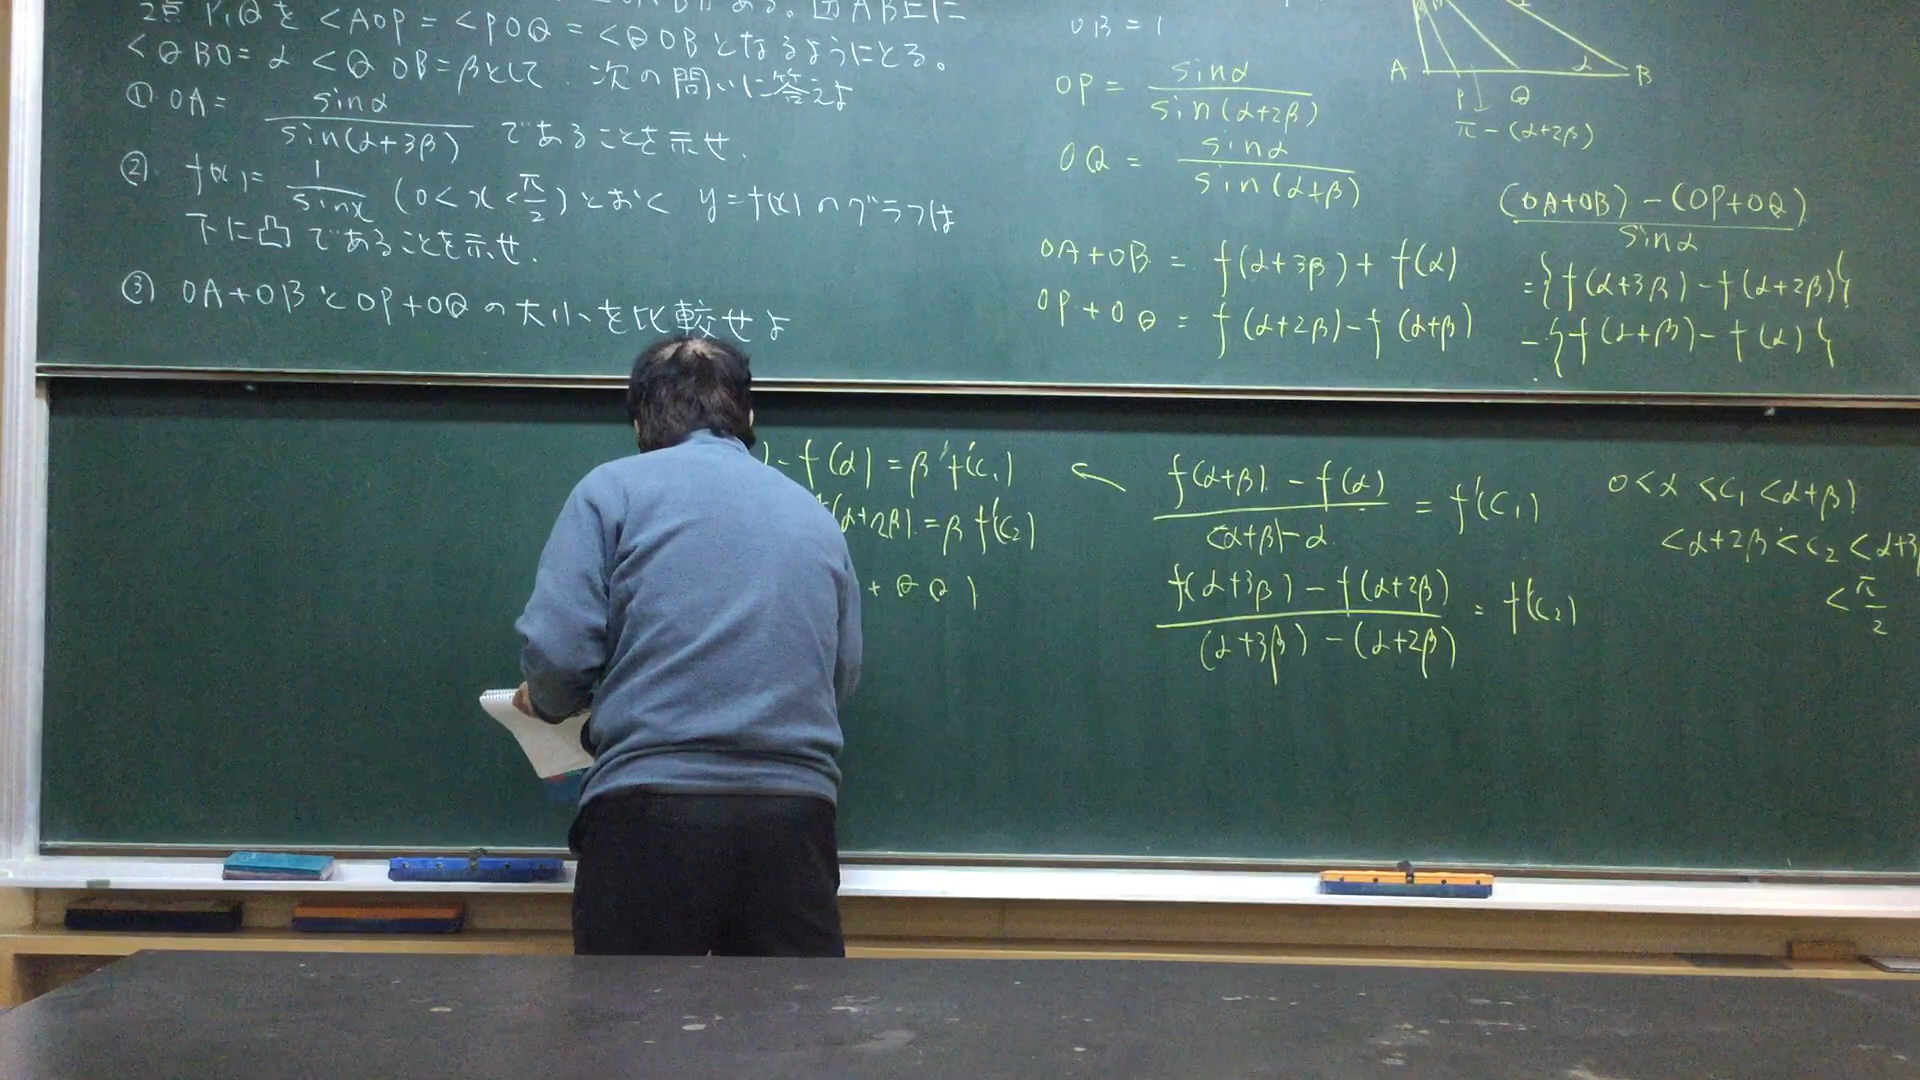 2点P,Qを<AOP=<POQ=<QOBとなるようにとる。
<QBO=α <QOB=βとして 次の問いに答えよ
① OA= sinα / sin(α+3β) であることを示せ.
② f(x)= 1 / sinx (0<x<π/2)とおく y=f(x)のグラフは
下に凸であることを示せ.
③ OA+OBとOP+OQの大小を比較せよ
OB=1
OP= sinα / sin(α+2β)
OQ= sinα / sin(α+β)
OA+OB = f(α+3β)+f(α)
OP+OQ = f(α+2β)-f(α+β)
A B
P Q
α
π-(α+2β)
(OA+OB)-(OP+OQ) / sinα
={f(α+3β)-f(α+2β)}
-{f(α+β)-f(α)}
)-f(α)=βf'(c₁)
f(α+2β)=βf'(c₂)
+OQ)
f(α+β)-f(α) / (α+β)-α = f'(c₁)
f(α+3β)-f(α+2β) / (α+3β)-(α+2β) = f'(c₂)
0<α<c₁<α+β
<α+2β<c₂<α+3
<π/2